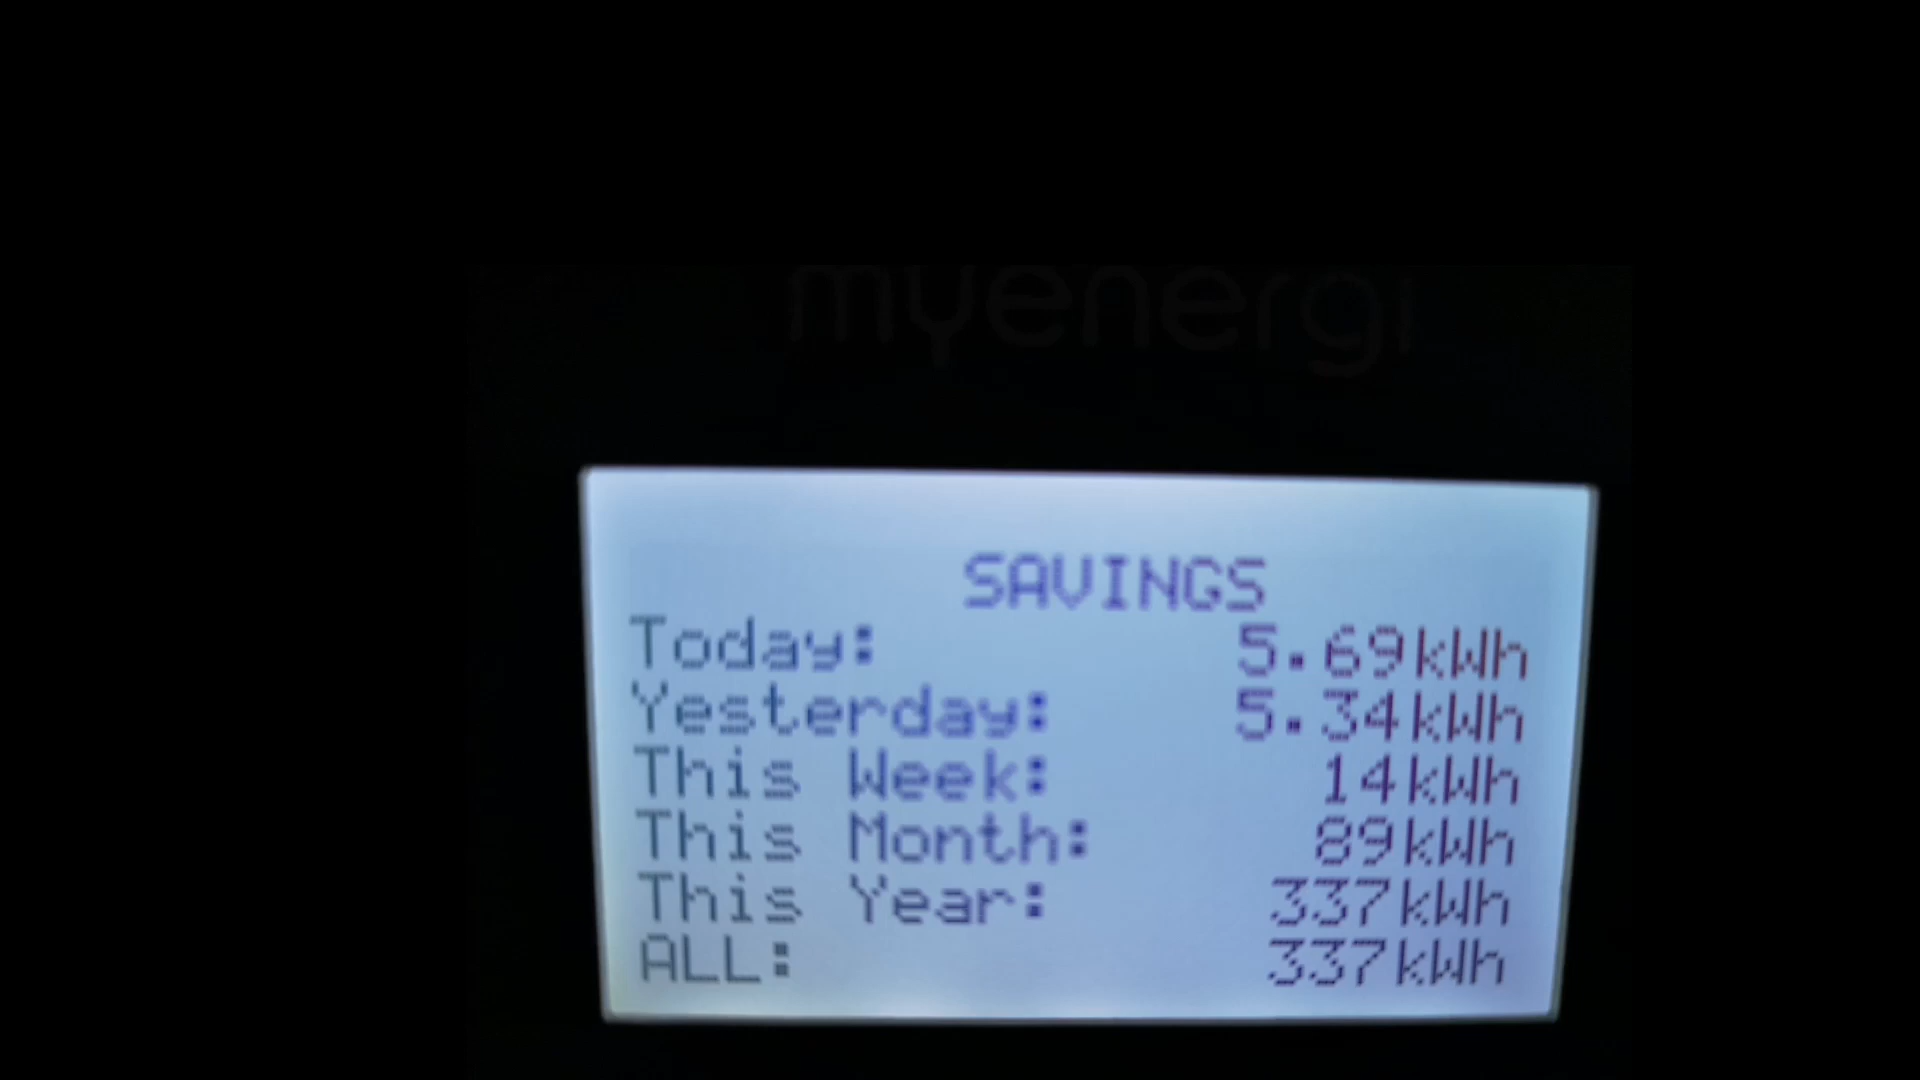 myenergi
SAVINGS
Today: 5.69kWh
Yesterday: 5.34kWh
This Week: 14kWh
This Month: 89kWh
This Year: 337kWh
ALL: 337kWh